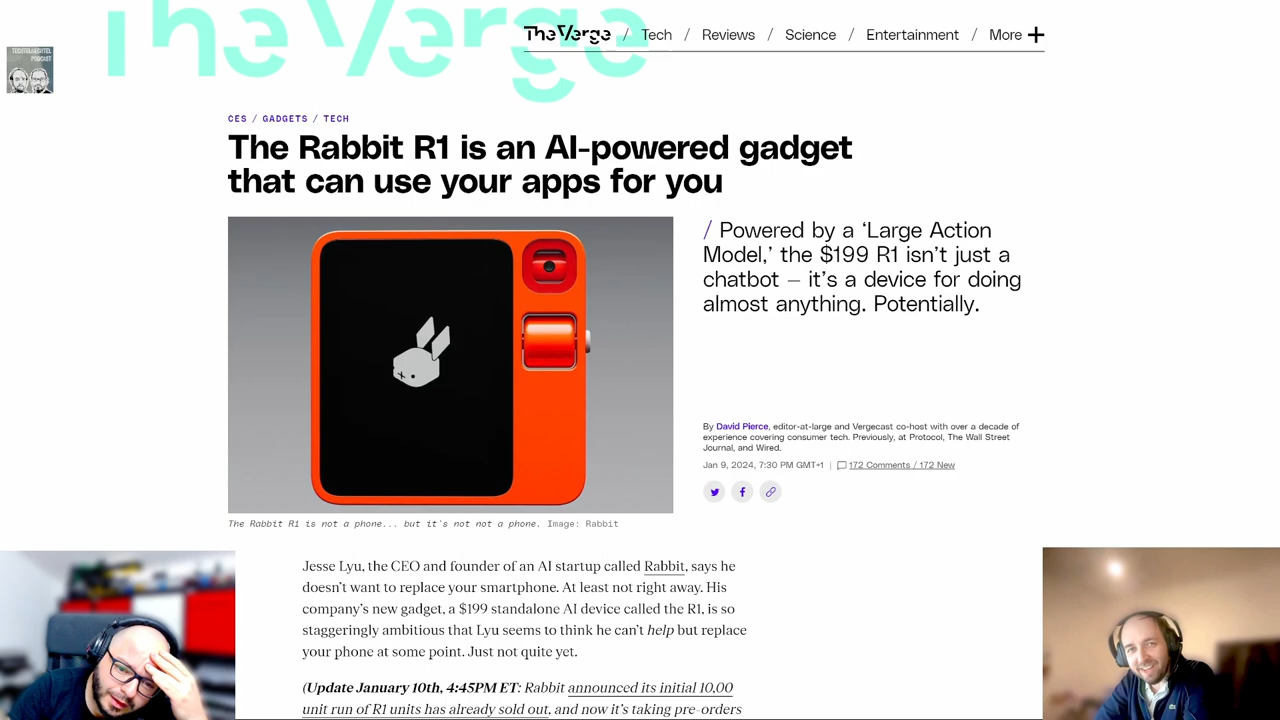 The Verge
The Verge / Tech / Reviews / Science / Entertainment / More +
TECHTELMECHTEL
PODCAST
CES / GADGETS / TECH
The Rabbit R1 is an AI-powered gadget
that can use your apps for you
/ Powered by a ‘Large Action
Model,’ the $199 R1 isn’t just a
chatbot — it’s a device for doing
almost anything. Potentially.
By David Pierce, editor-at-large and Vergecast co-host with over a decade of
experience covering consumer tech. Previously, at Protocol, The Wall Street
Journal, and Wired.
Jan 9, 2024, 7:30 PM GMT+1 | 172 Comments / 172 New
The Rabbit R1 is not a phone... but it's not not a phone. Image: Rabbit
Jesse Lyu, the CEO and founder of an AI startup called Rabbit, says he
doesn’t want to replace your smartphone. At least not right away. His
company’s new gadget, a $199 standalone AI device called the R1, is so
staggeringly ambitious that Lyu seems to think he can’t help but replace
your phone at some point. Just not quite yet.
(Update January 10th, 4:45PM ET: Rabbit announced its initial 10,00
unit run of R1 units has already sold out, and now it’s taking pre-orders